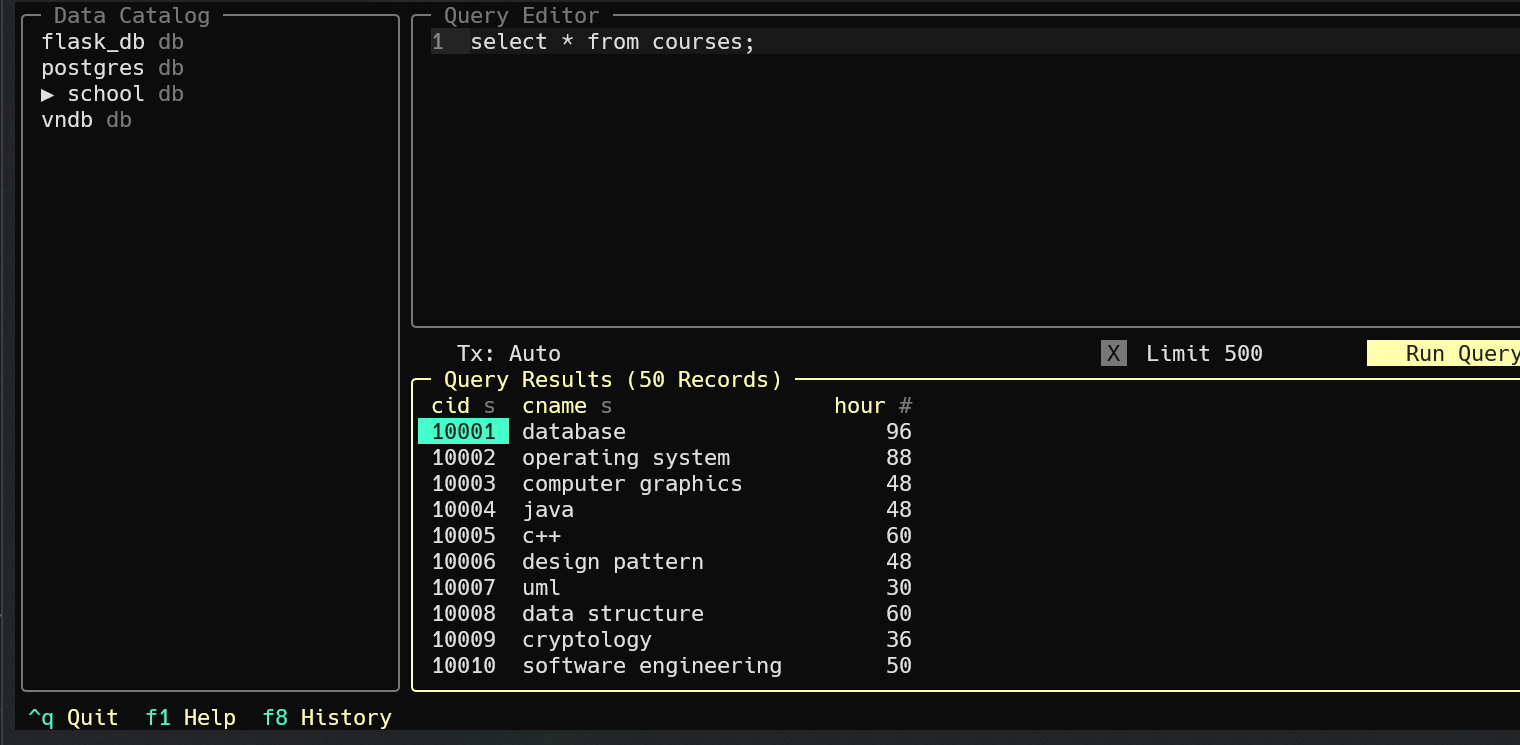 Data Catalog
flask_db db
postgres db
▶ school db
vndb db
Query Editor
1 select * from courses;
Tx: Auto
X Limit 500
Run Query
Query Results (50 Records)
cid s cname s hour #
10001 database 96
10002 operating system 88
10003 computer graphics 48
10004 java 48
10005 c++ 60
10006 design pattern 48
10007 uml 30
10008 data structure 60
10009 cryptology 36
10010 software engineering 50
^q Quit f1 Help f8 History